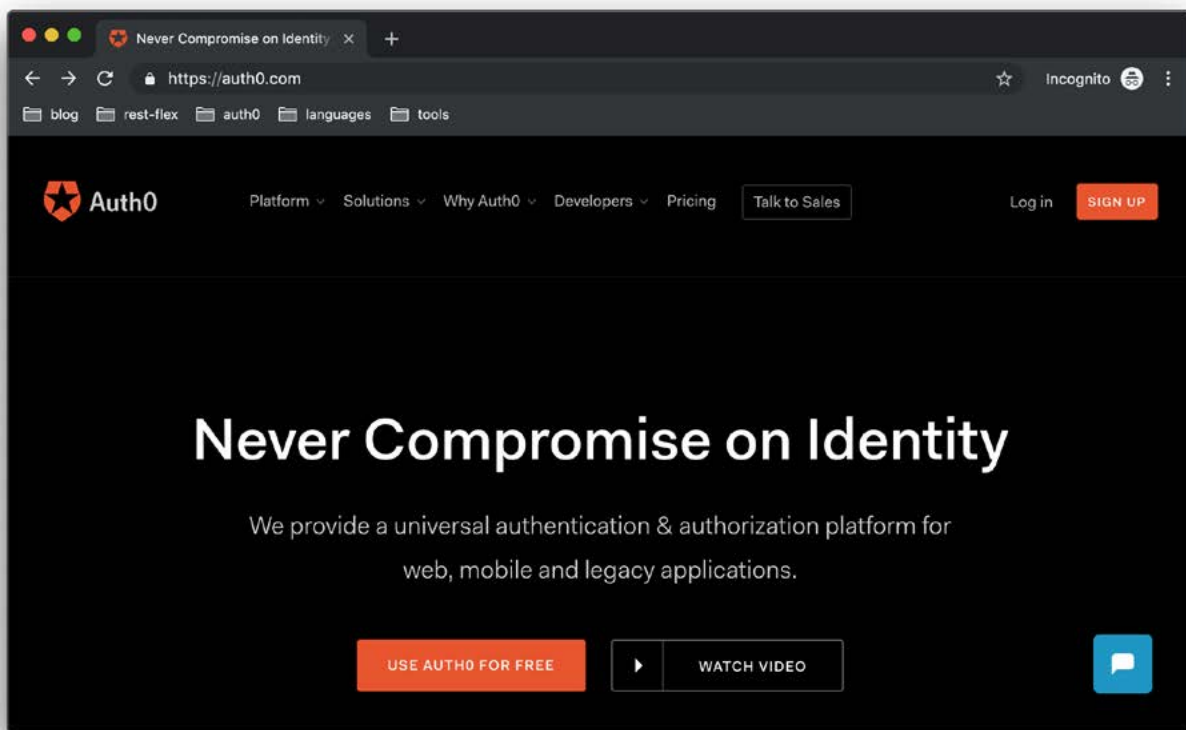 Never Compromise on Identity
https://auth0.com
Incognito
blog rest-flex auth0 languages tools
Auth0 Platform Solutions Why Auth0 Developers Pricing Talk to Sales Log in SIGN UP
Never Compromise on Identity
We provide a universal authentication & authorization platform for
web, mobile and legacy applications.
USE AUTH0 FOR FREE WATCH VIDEO